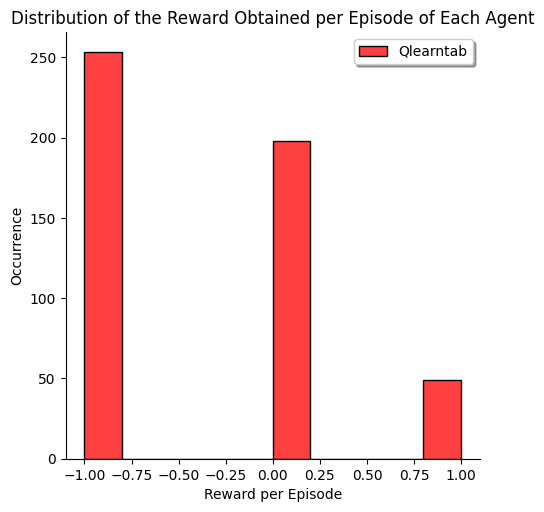 Distribution of the Reward Obtained per Episode of Each Agent
Qlearntab
Occurrence
250
200
150
100
50
0
−1.00 −0.75 −0.50 −0.25 0.00 0.25 0.50 0.75 1.00
Reward per Episode